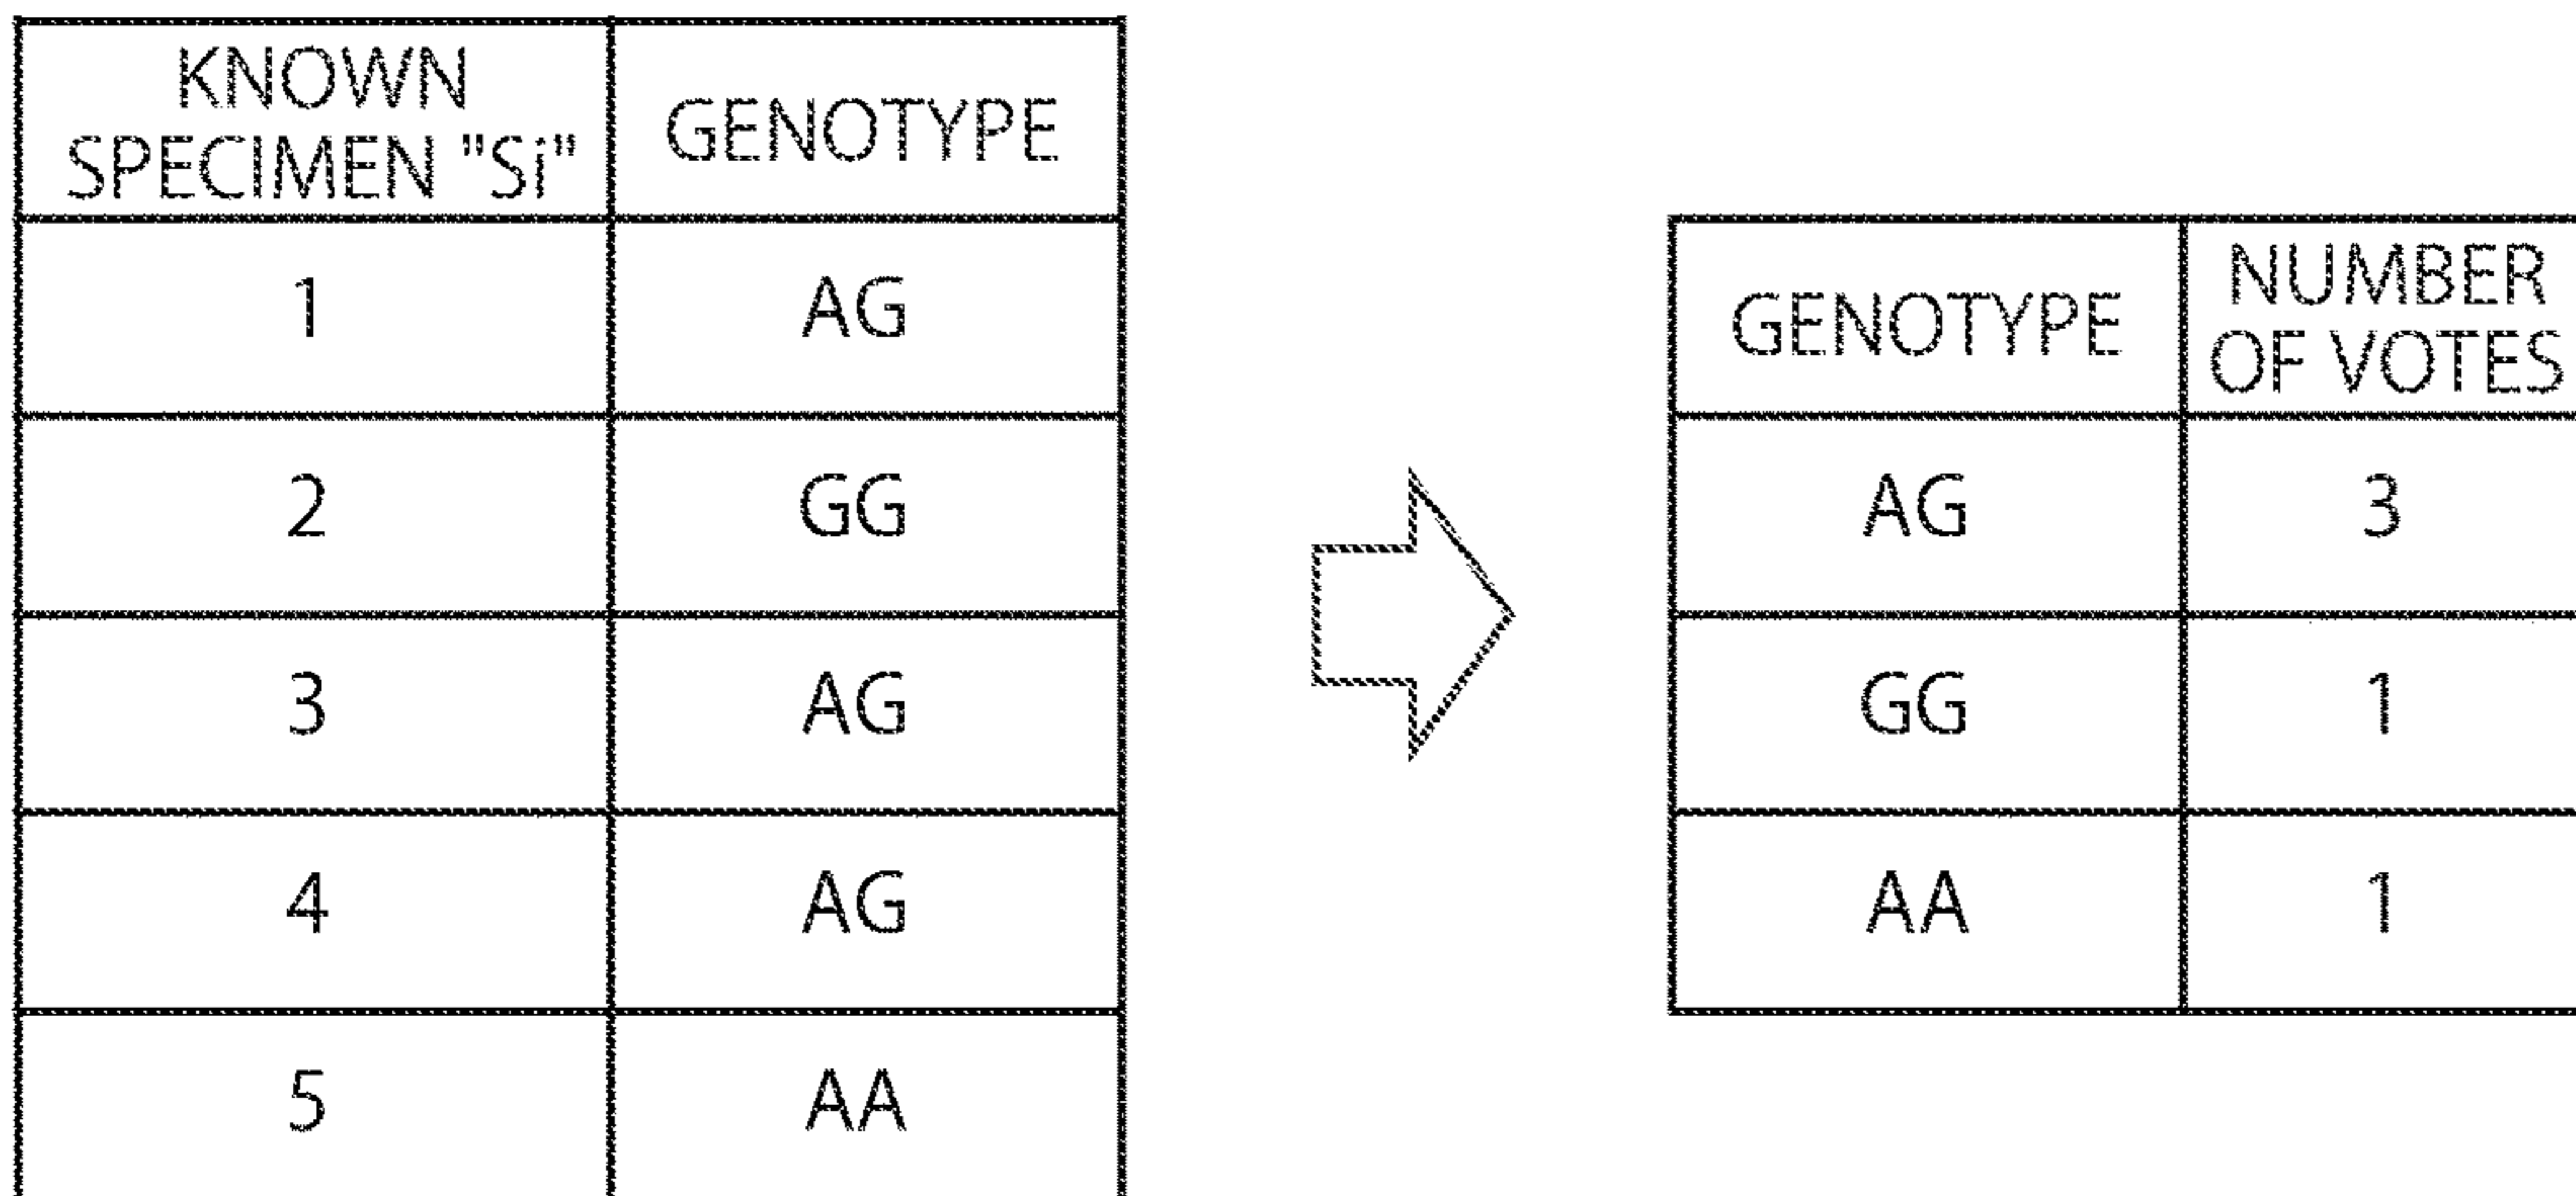 KNOWN
SPECIMEN "Si"
GENOTYPE
1
AG
2
GG
3
AG
4
AG
5
AA
GENOTYPE
NUMBER
OF VOTES
AG
3
GG
1
AA
1